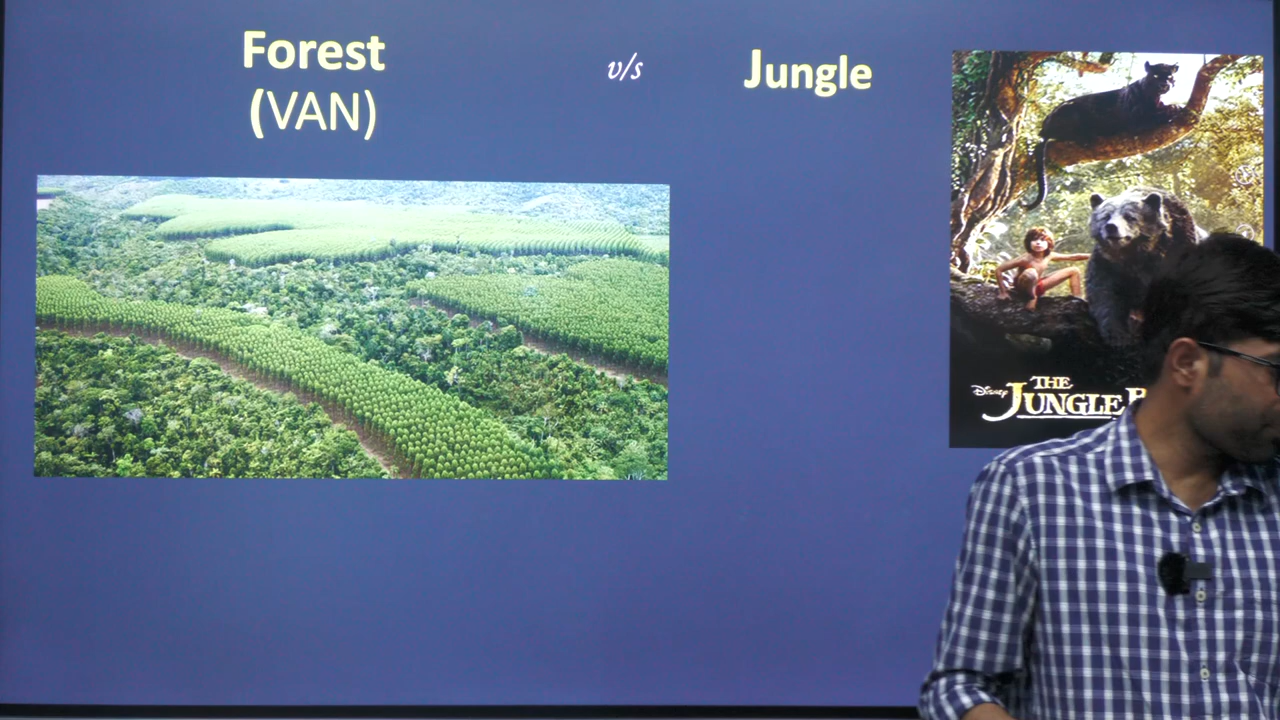 Forest
(VAN)
v/s
Jungle
Disney
THE
JUNGLE